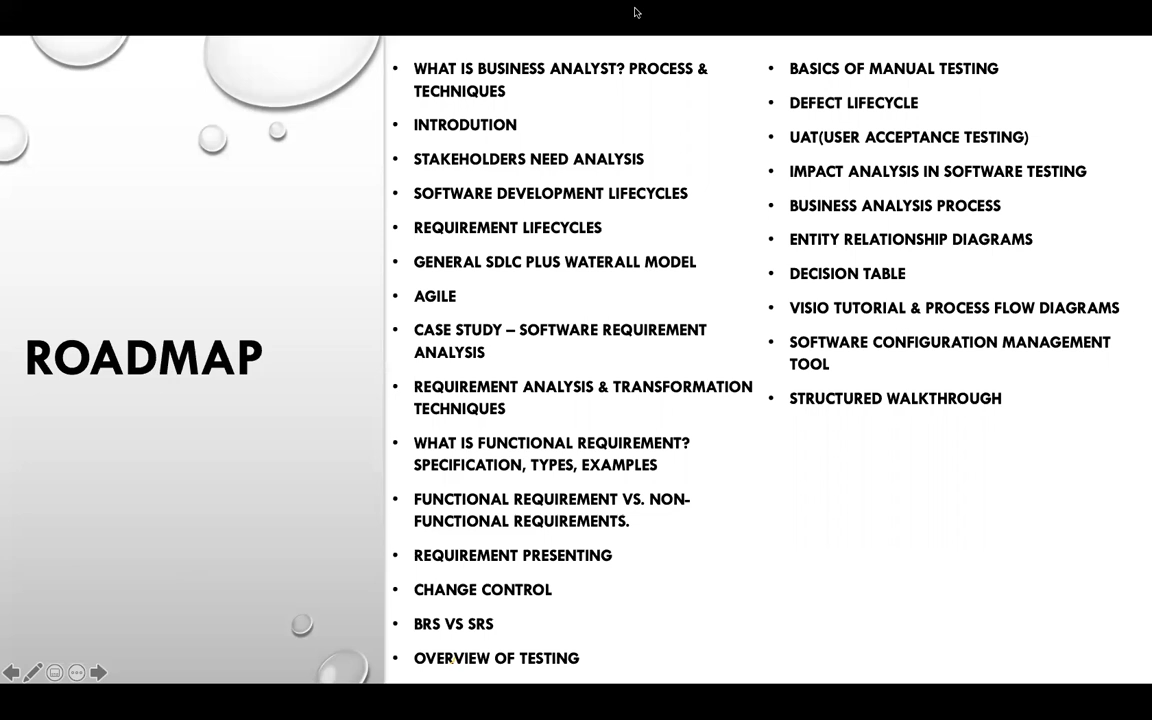 ROADMAP
• WHAT IS BUSINESS ANALYST? PROCESS &
TECHNIQUES
• INTRODUTION
• STAKEHOLDERS NEED ANALYSIS
• SOFTWARE DEVELOPMENT LIFECYCLES
• REQUIREMENT LIFECYCLES
• GENERAL SDLC PLUS WATERALL MODEL
• AGILE
• CASE STUDY – SOFTWARE REQUIREMENT
ANALYSIS
• REQUIREMENT ANALYSIS & TRANSFORMATION
TECHNIQUES
• WHAT IS FUNCTIONAL REQUIREMENT?
SPECIFICATION, TYPES, EXAMPLES
• FUNCTIONAL REQUIREMENT VS. NON-
FUNCTIONAL REQUIREMENTS.
• REQUIREMENT PRESENTING
• CHANGE CONTROL
• BRS VS SRS
• OVERVIEW OF TESTING
• BASICS OF MANUAL TESTING
• DEFECT LIFECYCLE
• UAT(USER ACCEPTANCE TESTING)
• IMPACT ANALYSIS IN SOFTWARE TESTING
• BUSINESS ANALYSIS PROCESS
• ENTITY RELATIONSHIP DIAGRAMS
• DECISION TABLE
• VISIO TUTORIAL & PROCESS FLOW DIAGRAMS
• SOFTWARE CONFIGURATION MANAGEMENT
TOOL
• STRUCTURED WALKTHROUGH